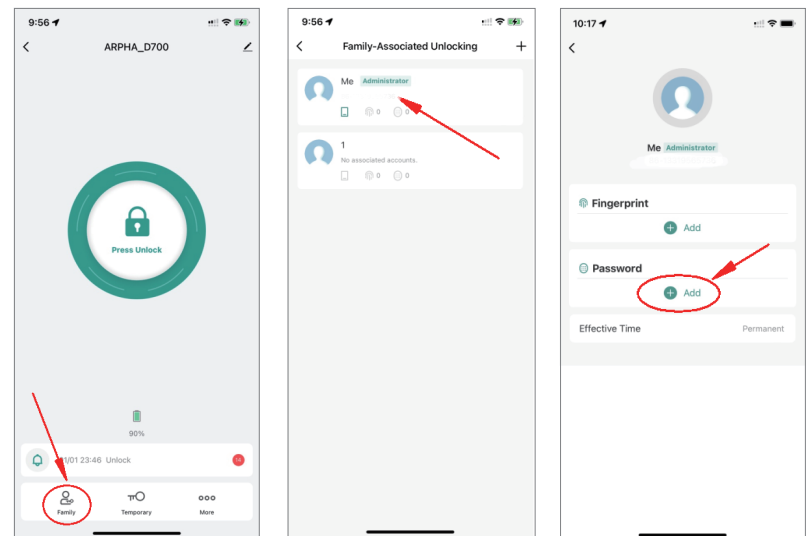 9:56
ARPHA_D700
Press Unlock
90%
/01 23:46 Unlock
Family
Temporary
More
9:56
Family-Associated Unlocking
Me Administrator
0 0
1
No associated accounts.
0 0
10:17
Me Administrator
Fingerprint
Add
Password
Add
Effective Time Permanent